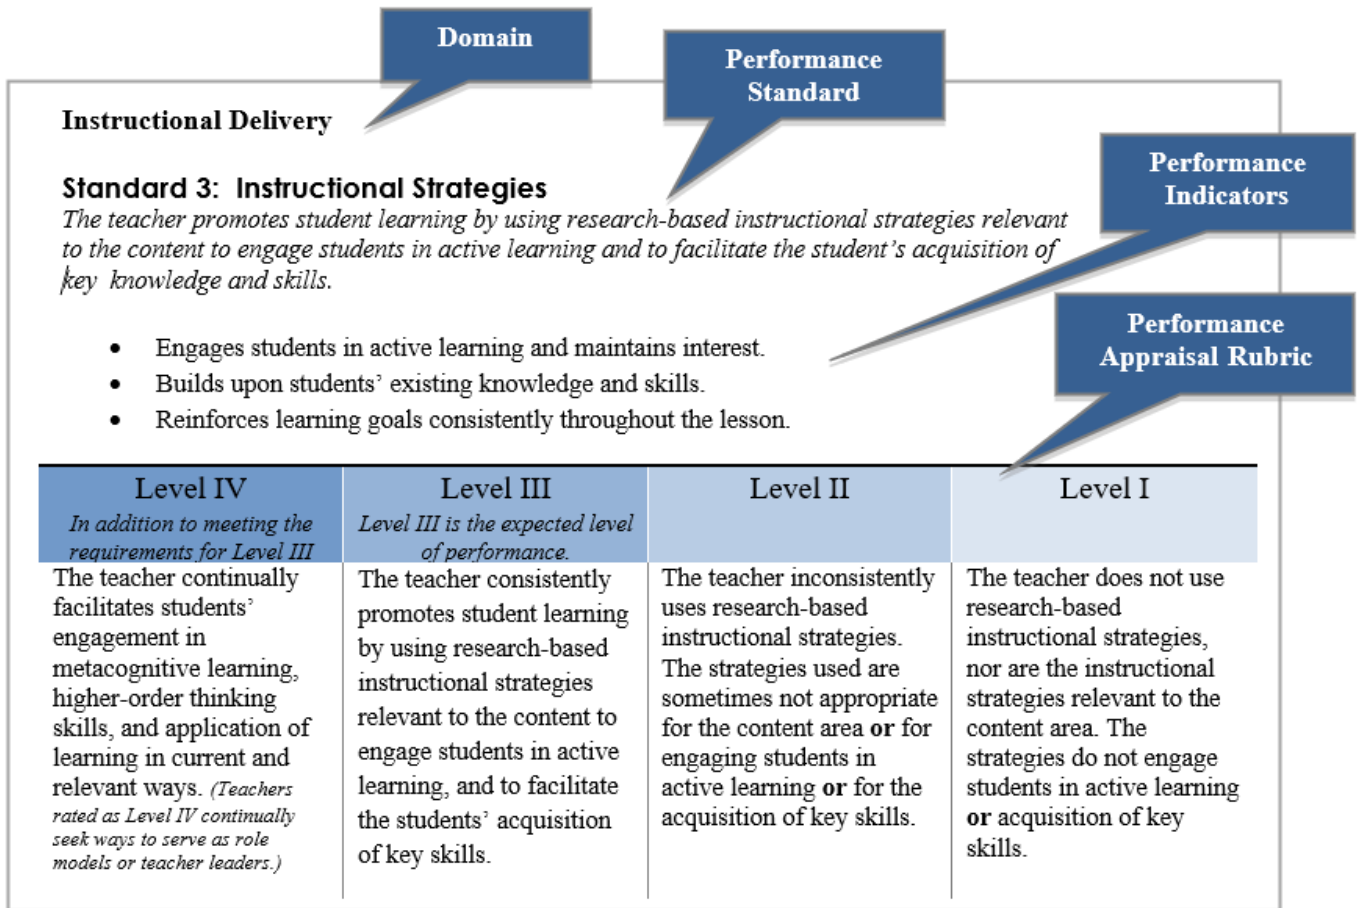 Domain
Performance
Standard
Instructional Delivery
Performance
Indicators
Standard 3:  Instructional Strategies
The teacher promotes student learning by using research-based instructional strategies relevant
to the content to engage students in active learning and to facilitate the student's acquisition of
key  knowledge and skills.
Performance
Appraisal Rubric
• Engages students in active learning and maintains interest.
• Builds upon students' existing knowledge and skills.
• Reinforces learning goals consistently throughout the lesson.
Level IV
In addition to meeting the
requirements for Level III
Level III
Level III is the expected level
of performance.
Level II
Level I
The teacher continually
facilitates students'
engagement in
metacognitive learning,
higher-order thinking
skills, and application of
learning in current and
relevant ways. (Teachers
rated as Level IV continually
seek ways to serve as role
models or teacher leaders.)
The teacher consistently
promotes student learning
by using research-based
instructional strategies
relevant to the content to
engage students in active
learning, and to facilitate
the students' acquisition
of key skills.
The teacher inconsistently
uses research-based
instructional strategies.
The strategies used are
sometimes not appropriate
for the content area or for
engaging students in
active learning or for the
acquisition of key skills.
The teacher does not use
research-based
instructional strategies,
nor are the instructional
strategies relevant to the
content area. The
strategies do not engage
students in active learning
or acquisition of key
skills.